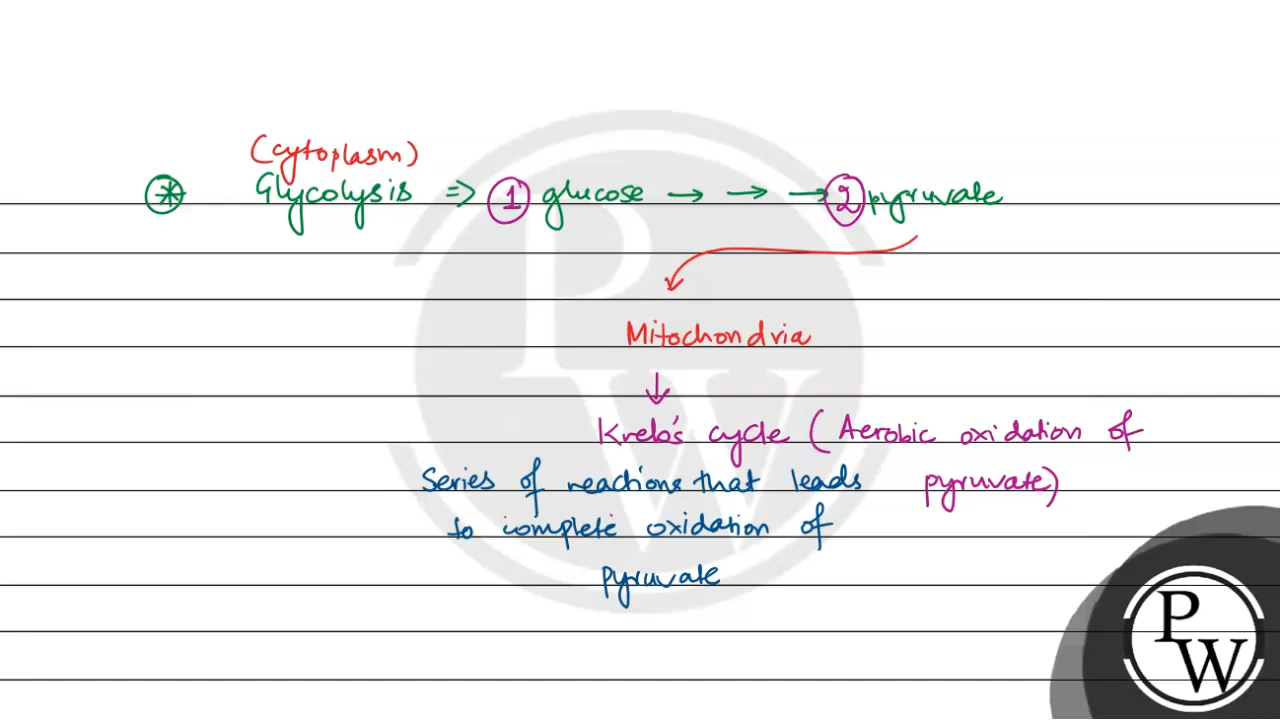 (cytoplasm)
* Glycolysis => 1 glucose → → → 2 pyruvate
Mitochondria
↓
Kreb's cycle (Aerobic oxidation of
pyruvate)
Series of reactions that leads
to complete oxidation of
pyruvate
P
W
P
W